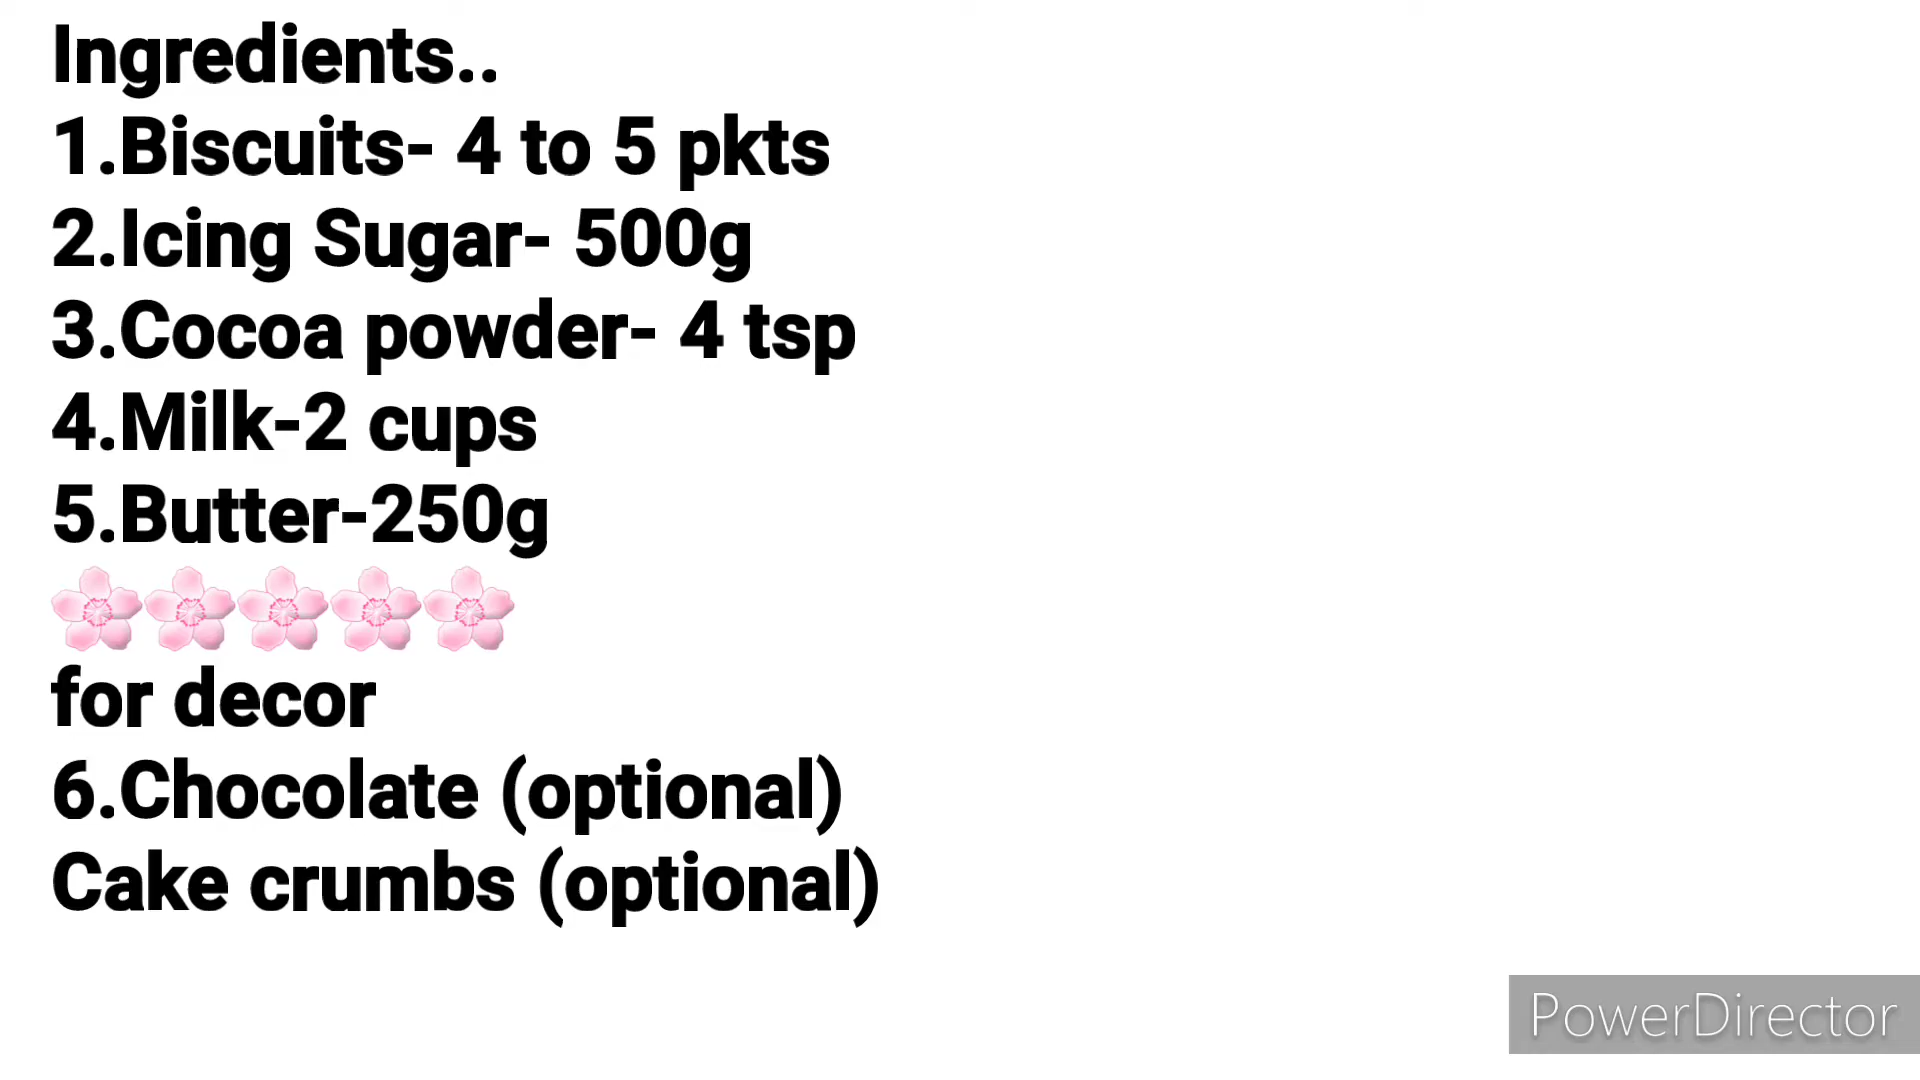 Ingredients..
1.Biscuits- 4 to 5 pkts
2.Icing Sugar- 500g
3.Cocoa powder- 4 tsp
4.Milk-2 cups
5.Butter-250g
🌸🌸🌸🌸🌸
for decor
6.Chocolate (optional)
Cake crumbs (optional)
PowerDirector